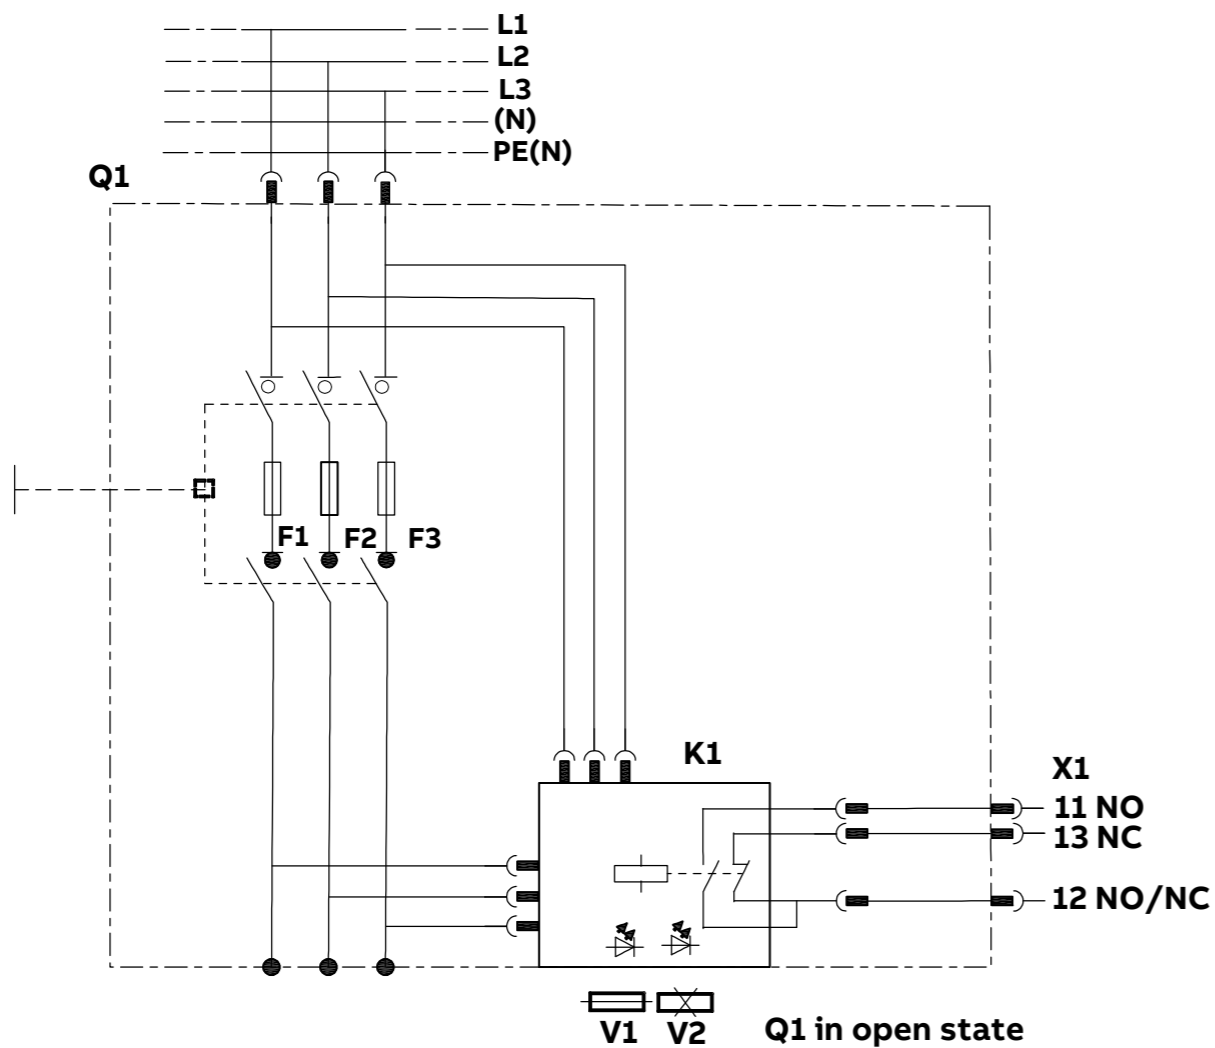 L1
L2
L3
(N)
PE(N)
Q1
F1 F2 F3
K1
X1
11 NO
13 NC
12 NO/NC
V1 V2
Q1 in open state